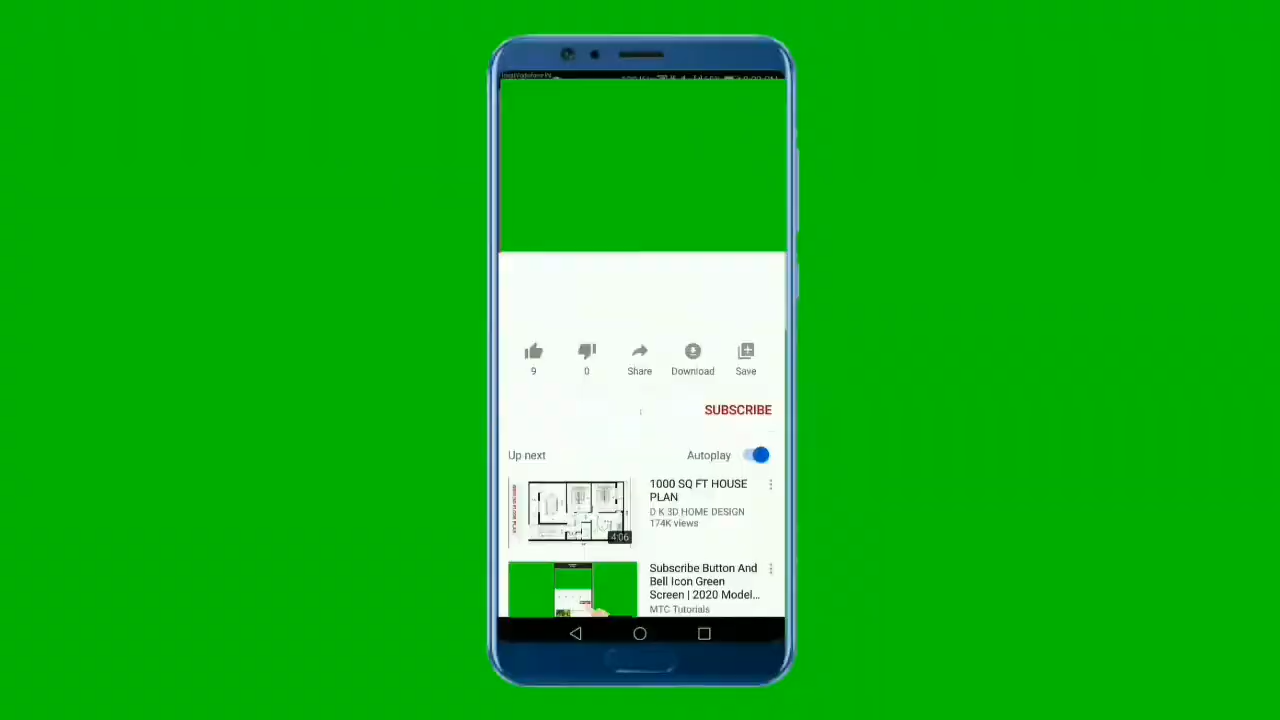 9
0
Share
Download
Save
SUBSCRIBE
Up next
Autoplay
1000 SQ FT HOUSE
PLAN
D K 3D HOME DESIGN
174K views
4:06
Subscribe Button And
Bell Icon Green
Screen | 2020 Model...
MTC Tutorials